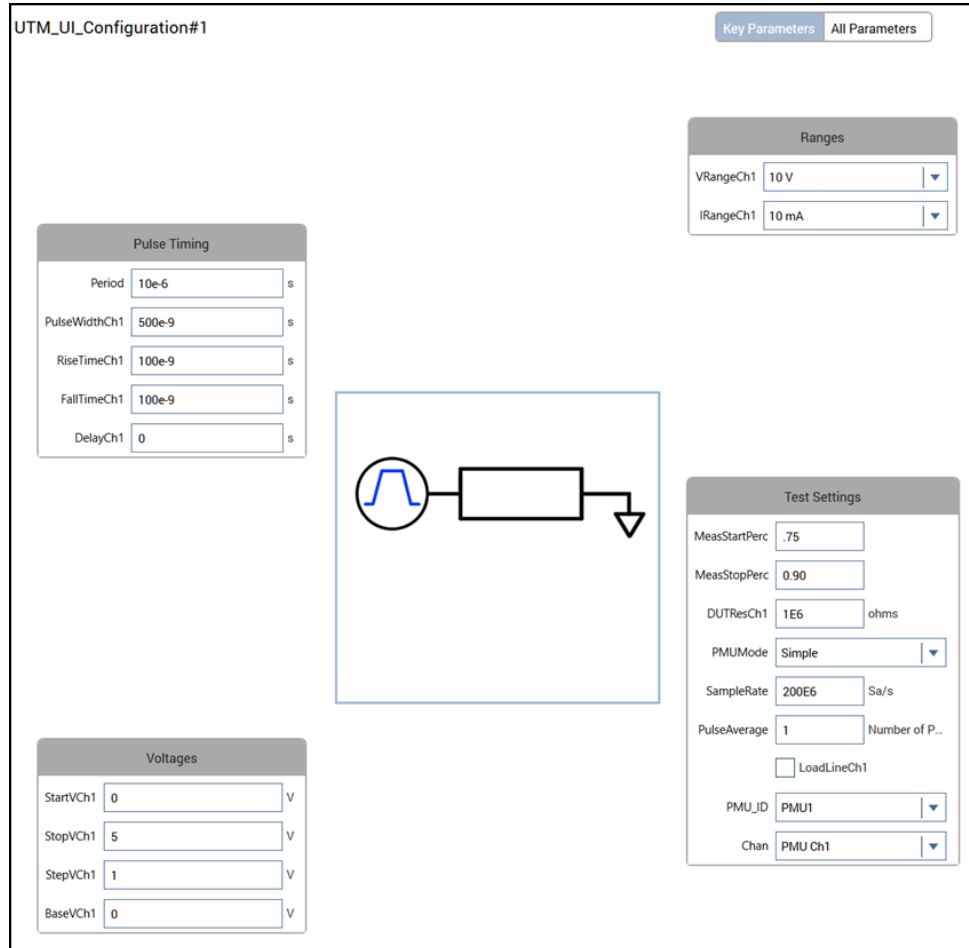 UTM_UI_Configuration#1
Key Parameters All Parameters
Ranges
VRangeCh1 10 V
IRangeCh1 10 mA
Pulse Timing
Period 10e-6 s
PulseWidthCh1 500e-9 s
RiseTimeCh1 100e-9 s
FallTimeCh1 100e-9 s
DelayCh1 0 s
Test Settings
MeasStartPerc .75
MeasStopPerc 0.90
DUTResCh1 1E6 ohms
PMUMode Simple
SampleRate 200E6 Sa/s
PulseAverage 1 Number of P...
LoadLineCh1
PMU_ID PMU1
Chan PMU Ch1
Voltages
StartVCh1 0 V
StopVCh1 5 V
StepVCh1 1 V
BaseVCh1 0 V